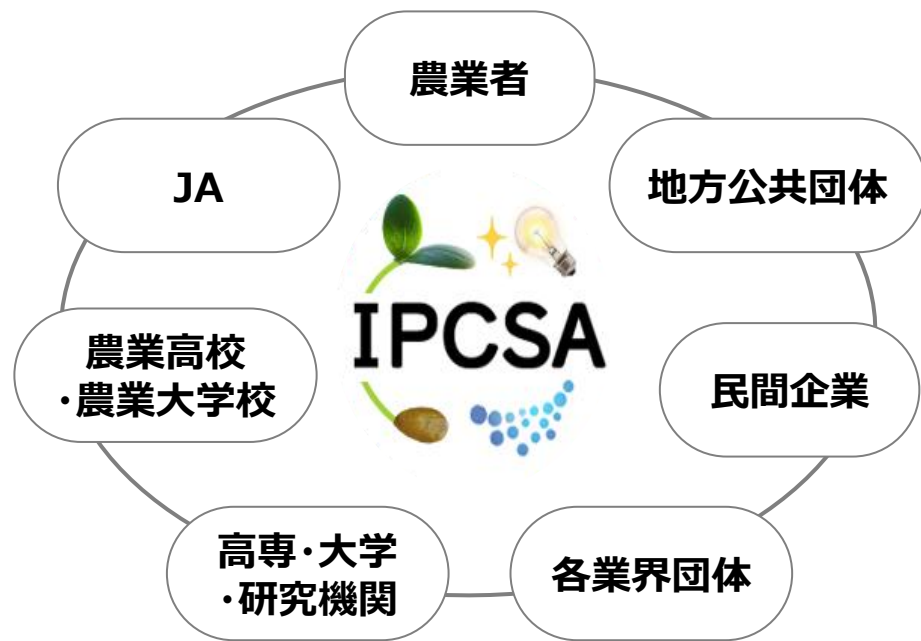 農業者
JA
地方公共団体
IPCSA
農業高校
・農業大学校
民間企業
高専・大学
・研究機関
各業界団体